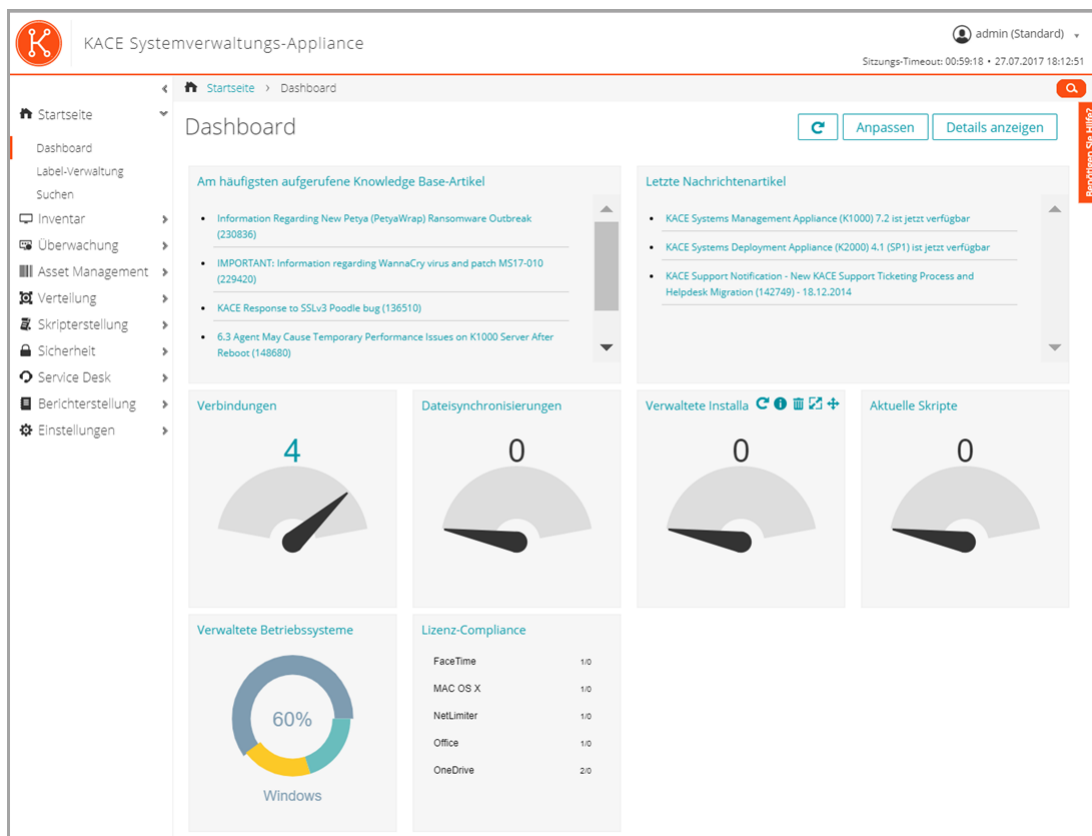 KACE Systemverwaltungs-Appliance
admin (Standard)
Sitzungs-Timeout: 00:59:18 • 27.07.2017 18:12:51
Startseite > Dashboard
Benötigen Sie Hilfe?
Startseite
Dashboard
Label-Verwaltung
Suchen
Inventar
Überwachung
Asset Management
Verteilung
Skripterstellung
Sicherheit
Service Desk
Berichterstellung
Einstellungen
Dashboard
Anpassen
Details anzeigen
Am häufigsten aufgerufene Knowledge Base-Artikel
• Information Regarding New Petya (PetyaWrap) Ransomware Outbreak
(230836)
• IMPORTANT: Information regarding WannaCry virus and patch MS17-010
(229420)
• KACE Response to SSLv3 Poodle bug (136510)
• 6.3 Agent May Cause Temporary Performance Issues on K1000 Server After
Reboot (148680)
Letzte Nachrichtenartikel
• KACE Systems Management Appliance (K1000) 7.2 ist jetzt verfügbar
• KACE Systems Deployment Appliance (K2000) 4.1 (SP1) ist jetzt verfügbar
• KACE Support Notification - New KACE Support Ticketing Process and
Helpdesk Migration (142749) - 18.12.2014
Verbindungen
4
Dateisynchronisierungen
0
Verwaltete Installa
0
Aktuelle Skripte
0
Verwaltete Betriebssysteme
60%
Windows
Lizenz-Compliance
FaceTime 1/0
MAC OS X 1/0
NetLimiter 1/0
Office 1/0
OneDrive 2/0